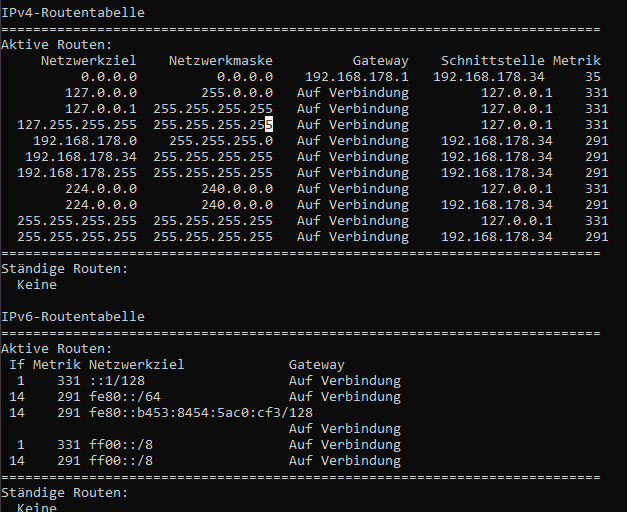 IPv4-Routentabelle
===========================================================================
Aktive Routen:
     Netzwerkziel    Netzwerkmaske          Gateway    Schnittstelle Metrik
          0.0.0.0          0.0.0.0    192.168.178.1   192.168.178.34     35
        127.0.0.0        255.0.0.0   Auf Verbindung         127.0.0.1    331
        127.0.0.1  255.255.255.255   Auf Verbindung         127.0.0.1    331
  127.255.255.255  255.255.255.255   Auf Verbindung         127.0.0.1    331
    192.168.178.0    255.255.255.0   Auf Verbindung    192.168.178.34    291
   192.168.178.34  255.255.255.255   Auf Verbindung    192.168.178.34    291
  192.168.178.255  255.255.255.255   Auf Verbindung    192.168.178.34    291
        224.0.0.0        240.0.0.0   Auf Verbindung         127.0.0.1    331
        224.0.0.0        240.0.0.0   Auf Verbindung    192.168.178.34    291
  255.255.255.255  255.255.255.255   Auf Verbindung         127.0.0.1    331
  255.255.255.255  255.255.255.255   Auf Verbindung    192.168.178.34    291
===========================================================================
Ständige Routen:
  Keine
IPv6-Routentabelle
===========================================================================
Aktive Routen:
 If Metrik Netzwerkziel             Gateway
  1    331 ::1/128                  Auf Verbindung
 14    291 fe80::/64                Auf Verbindung
 14    291 fe80::b453:8454:5ac0:cf3/128
                                    Auf Verbindung
  1    331 ff00::/8                 Auf Verbindung
 14    291 ff00::/8                 Auf Verbindung
===========================================================================
Ständige Routen:
  Keine